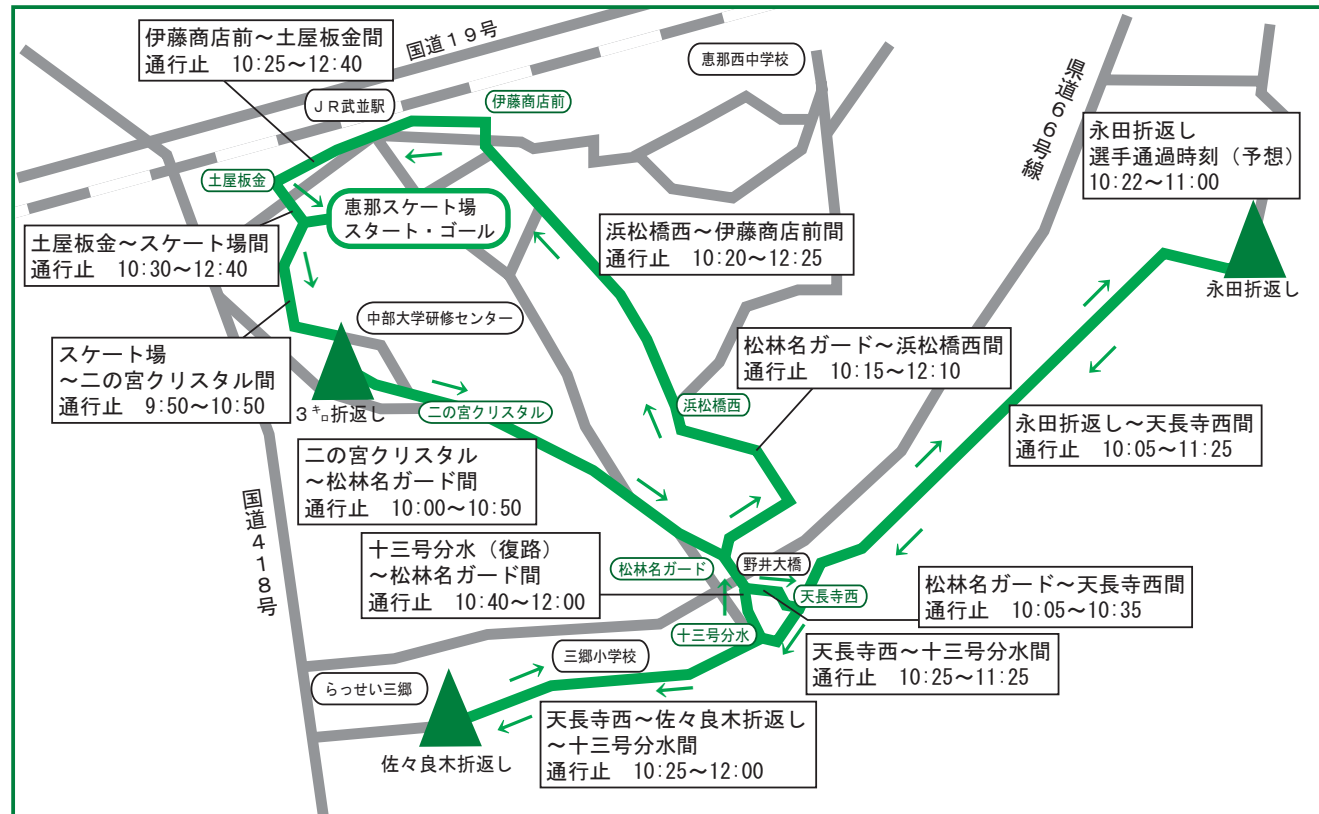 伊藤商店前～土屋板金間
通行止　10:25～12:40
国道１９号
恵那西中学校
ＪＲ武並駅
伊藤商店前
県道６６号線
永田折返し
選手通過時刻（予想）
10:22～11:00
土屋板金
恵那スケート場
スタート・ゴール
土屋板金～スケート場間
通行止　10:30～12:40
浜松橋西～伊藤商店前間
通行止　10:20～12:25
永田折返し
中部大学研修センター
スケート場
～二の宮クリスタル間
通行止　9:50～10:50
松林名ガード～浜松橋西間
通行止　10:15～12:10
３㌔折返し
二の宮クリスタル
浜松橋西
永田折返し～天長寺西間
通行止　10:05～11:25
二の宮クリスタル
～松林名ガード間
通行止　10:00～10:50
国道４１８号
十三号分水（復路）
～松林名ガード間
通行止　10:40～12:00
松林名ガード
野井大橋
天長寺西
松林名ガード～天長寺西間
通行止　10:05～10:35
十三号分水
天長寺西～十三号分水間
通行止　10:25～11:25
三郷小学校
らっせい三郷
天長寺西～佐々良木折返し
～十三号分水間
通行止　10:25～12:00
佐々良木折返し